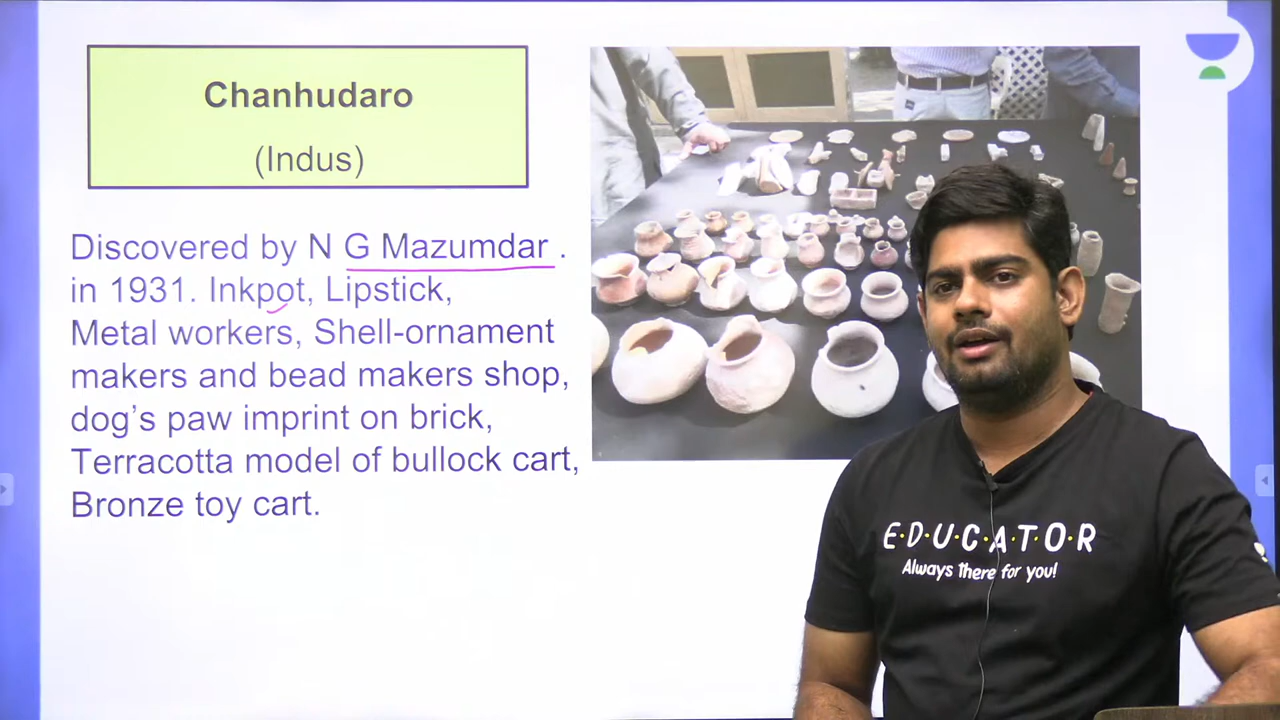 Chanhudaro
(Indus)
Discovered by N G Mazumdar .
in 1931. Inkpot, Lipstick,
Metal workers, Shell-ornament
makers and bead makers shop,
dog's paw imprint on brick,
Terracotta model of bullock cart,
Bronze toy cart.
E·D·U·C·A·T·O·R
Always there for you!